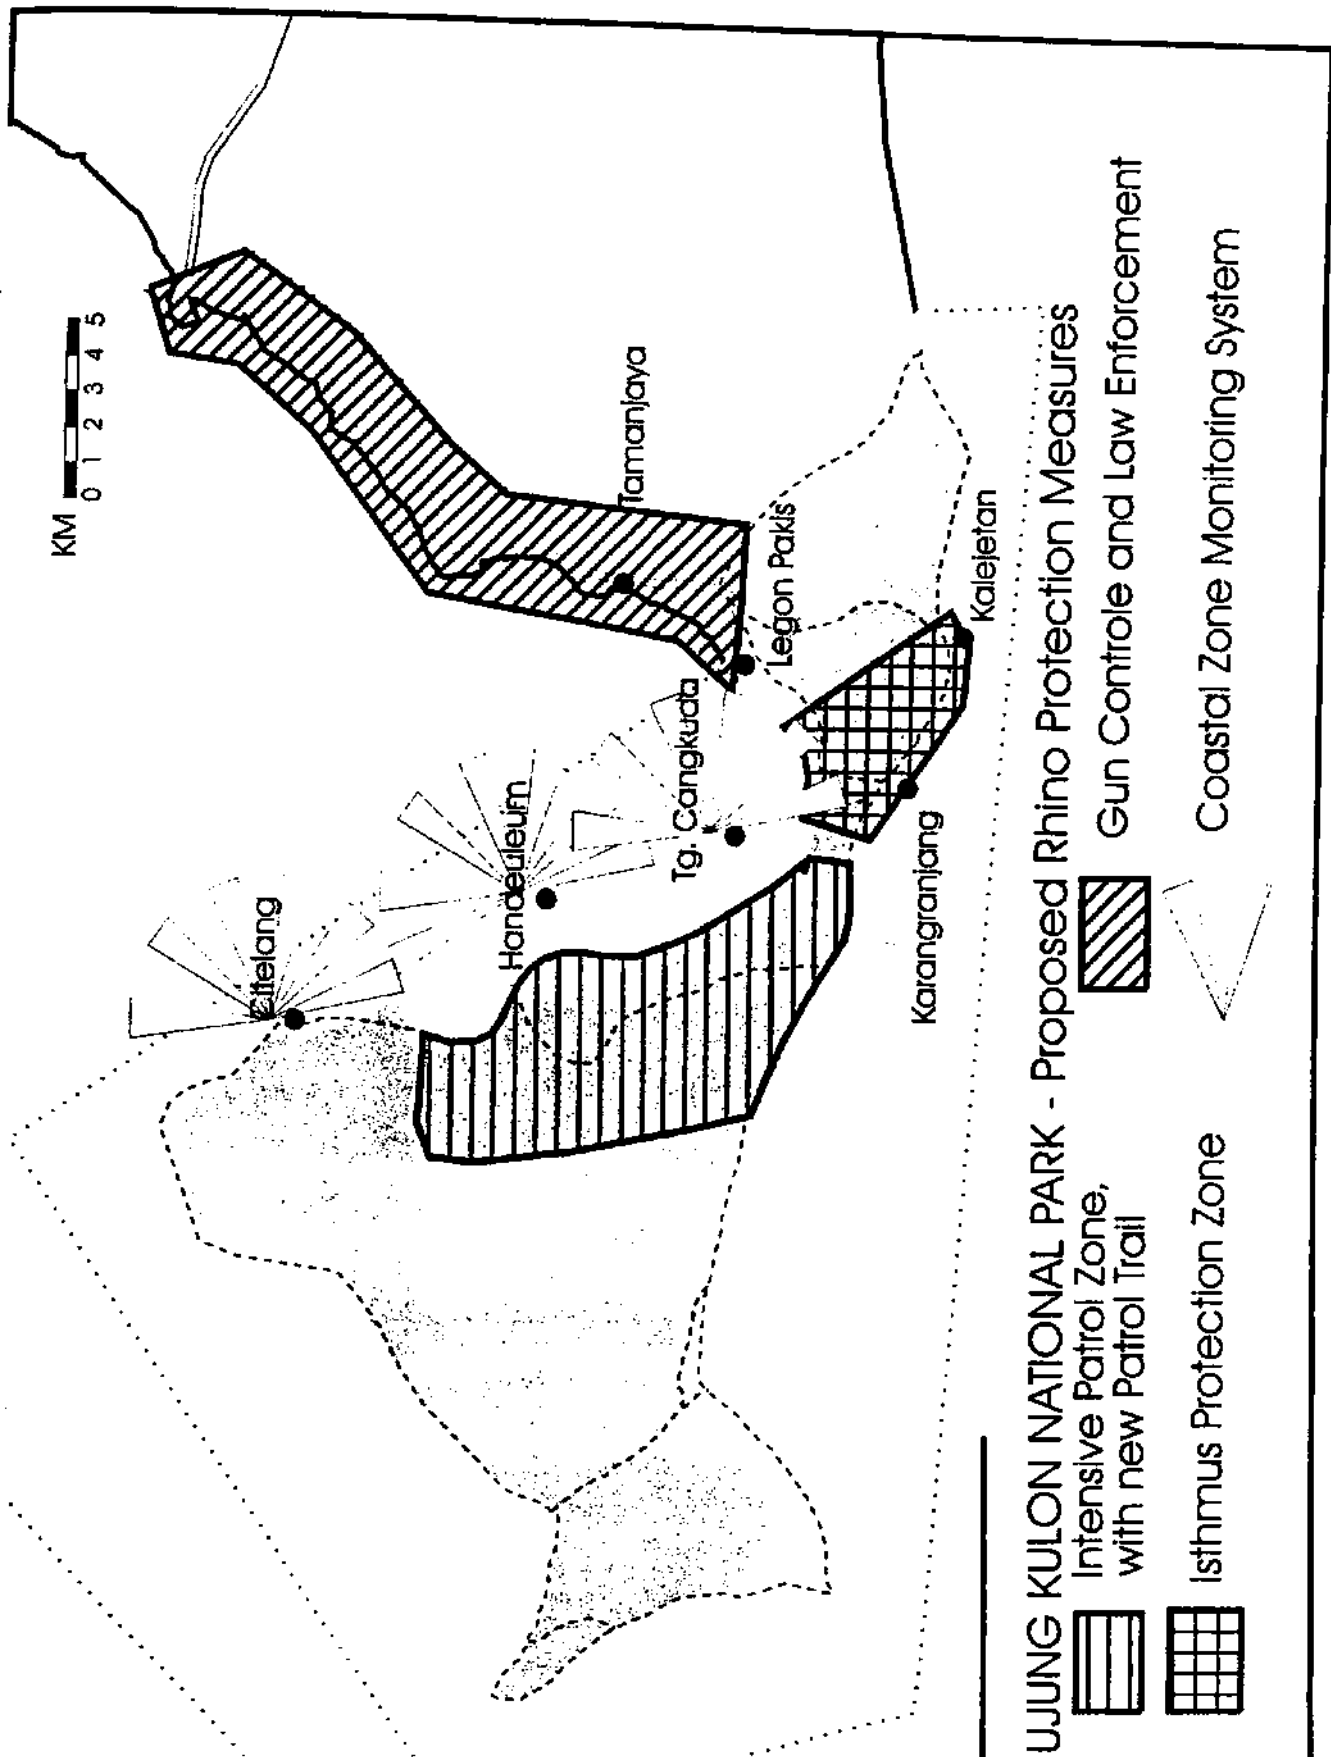 KM
0 1 2 3 4 5
Citelang
Handeuleum
Tg. Cangkuda
Tamanjaya
Legon Pakis
Karangranjang
Kalejetan
UJUNG KULON NATIONAL PARK - Proposed Rhino Protection Measures
Intensive Patrol Zone,
with new Patrol Trail
Gun Controle and Law Enforcement
Isthmus Protection Zone
Coastal Zone Monitoring System